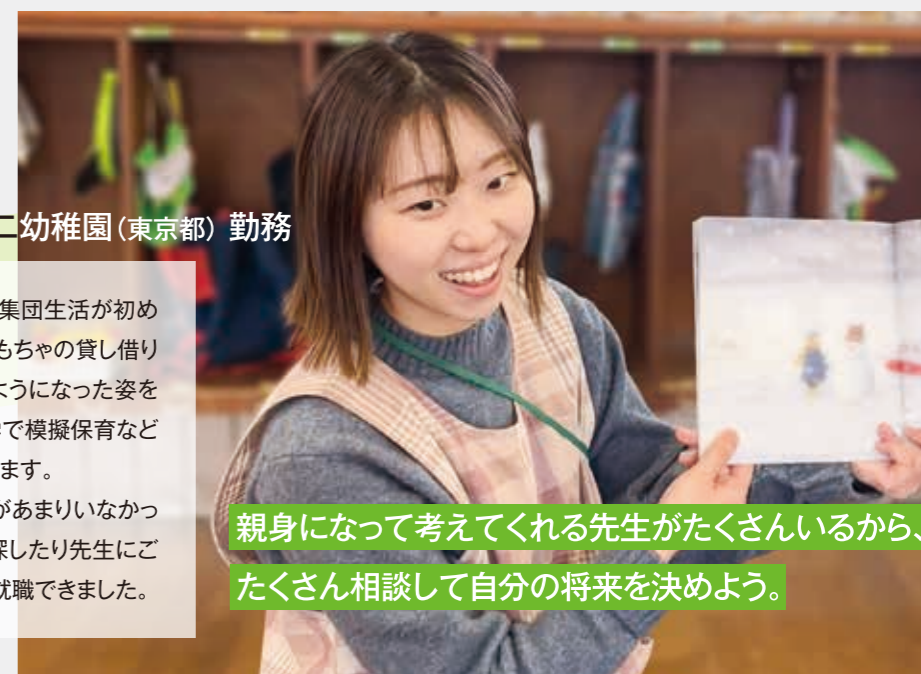 二幼稚園（東京都） 勤務
集団生活が初め
もちゃの貸し借り
ようになった姿を
で模擬保育など
ます。
があまりいなかっ
探したり先生にご
就職できました。
親身になって考えてくれる先生がたくさんいるから、
たくさん相談して自分の将来を決めよう。